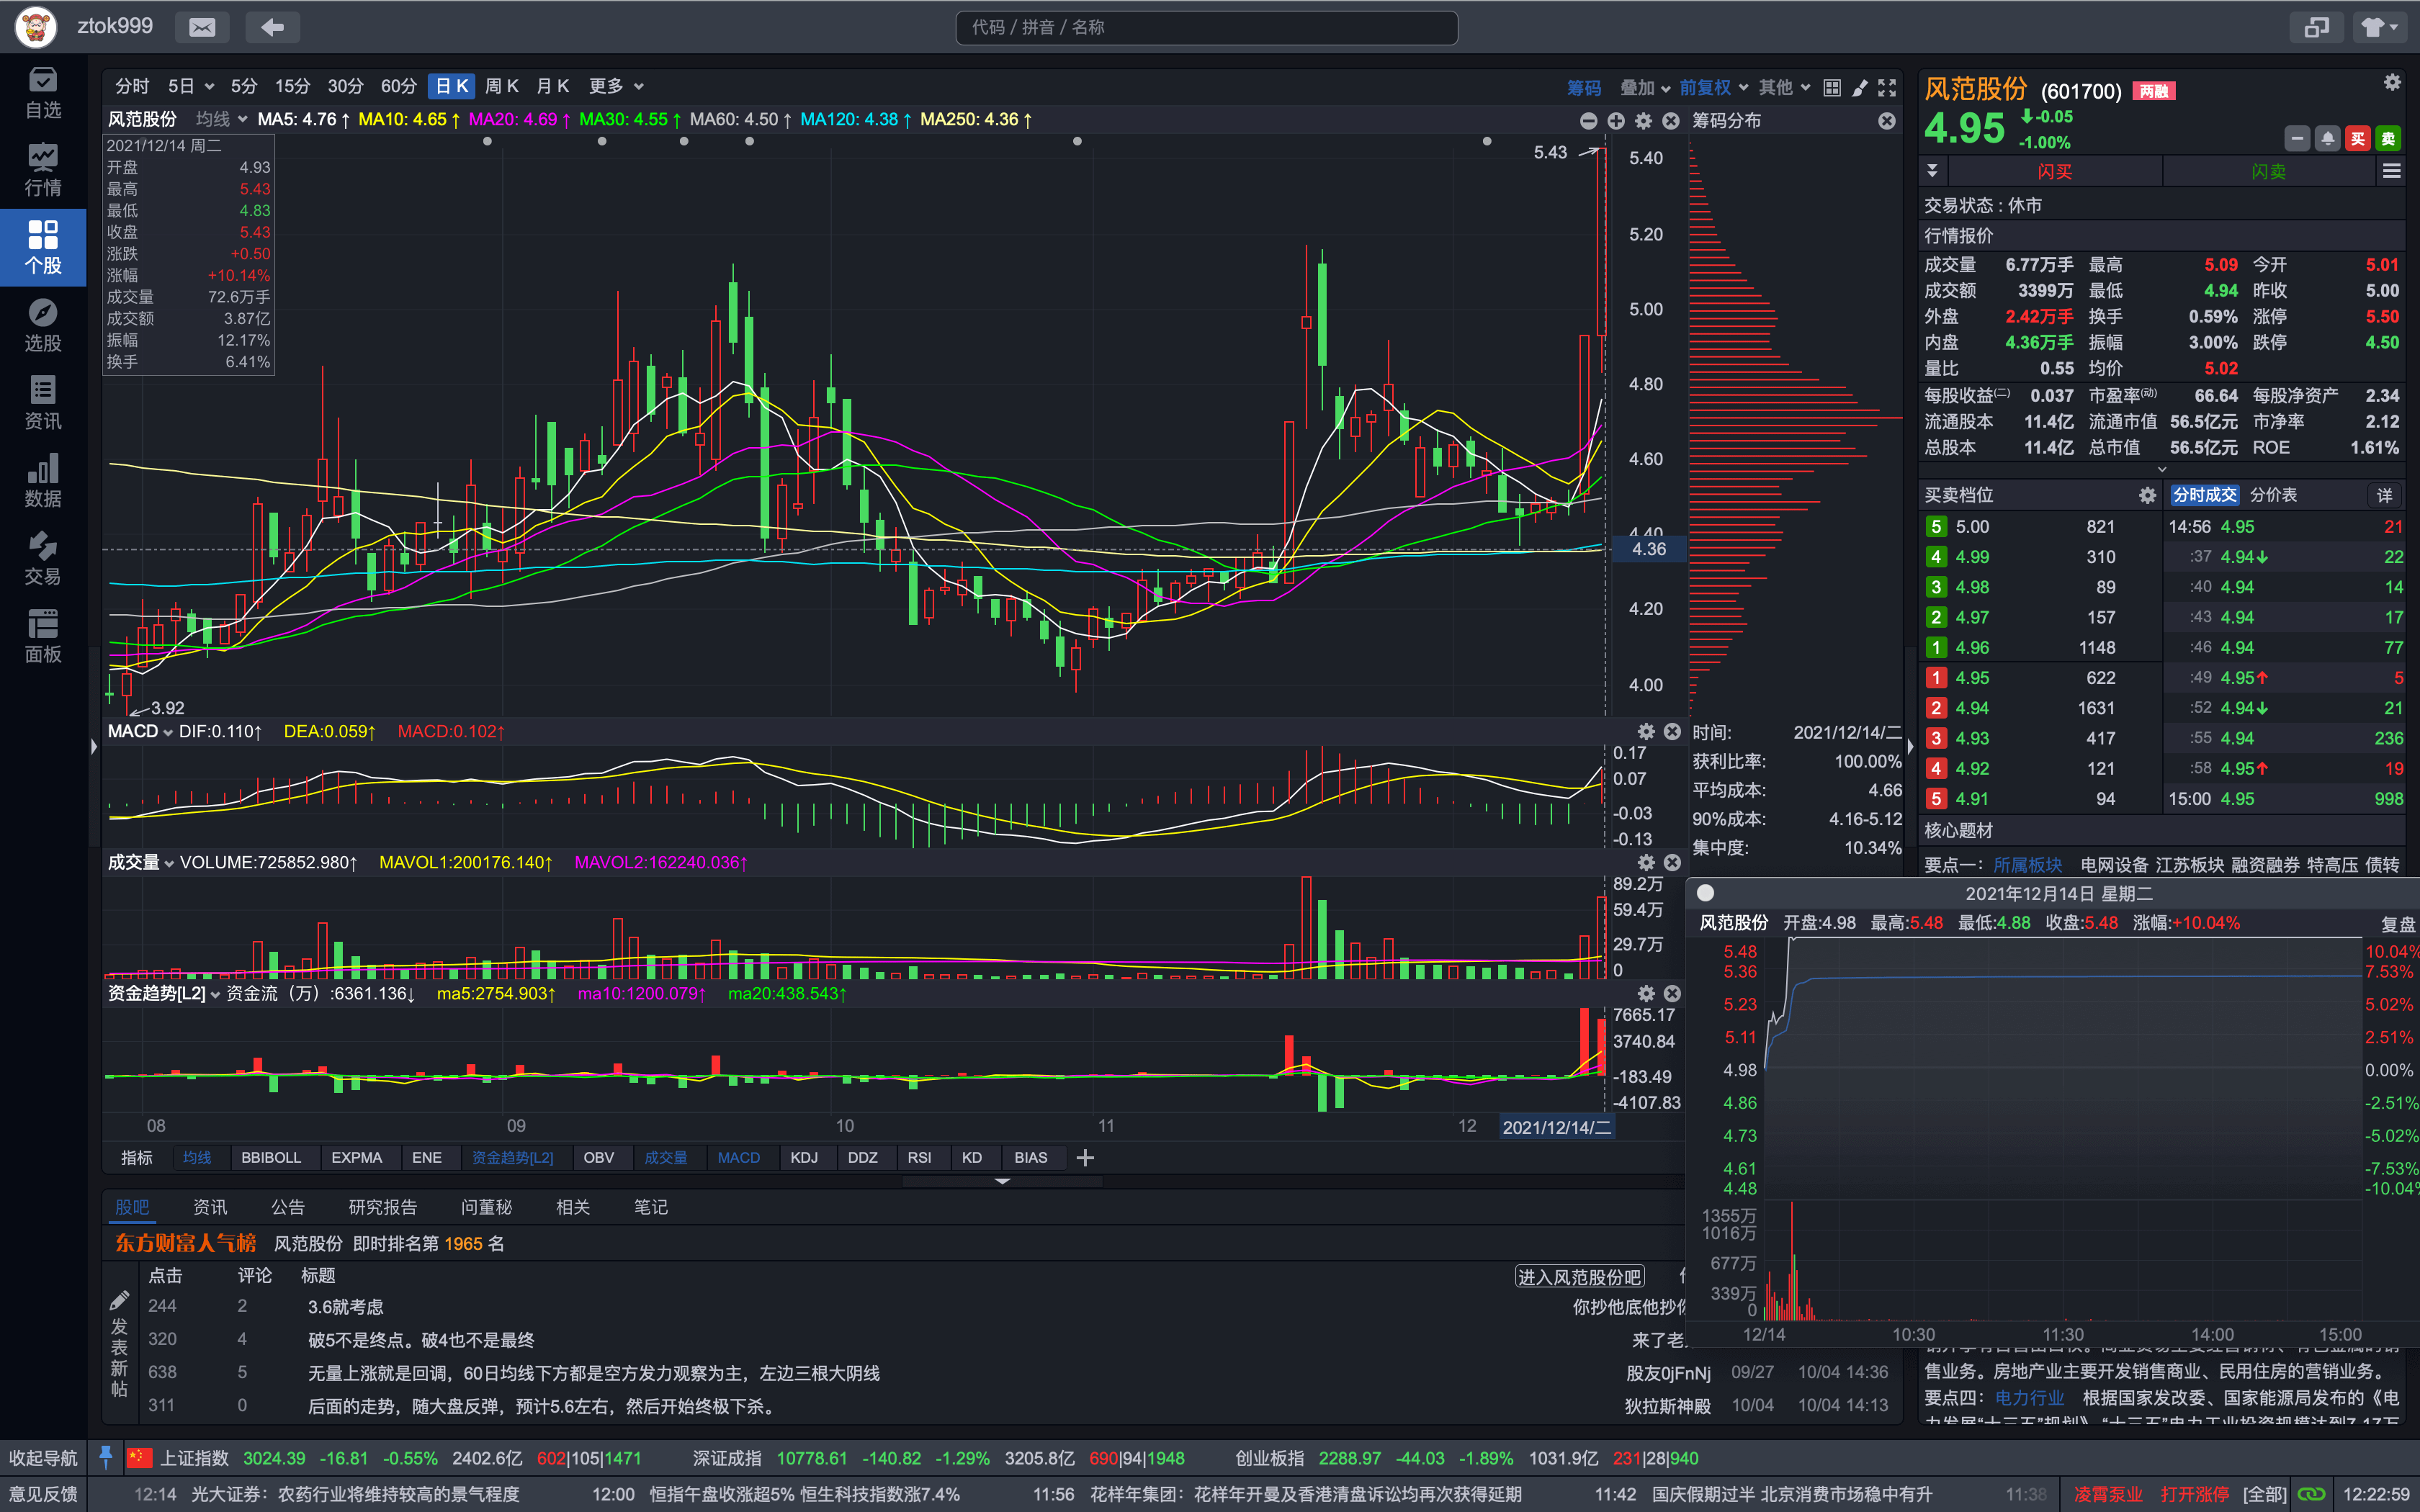 ztok999
代码 / 拼音 / 名称
自选
行情
个股
选股
资讯
数据
交易
面板
分时 5日 5分 15分 30分 60分 日K 周K 月K 更多
筹码 叠加 前复权 其他
风范股份 均线 MA5: 4.76↑ MA10: 4.65↑ MA20: 4.69↑ MA30: 4.55↑ MA60: 4.50↑ MA120: 4.38↑ MA250: 4.36↑
筹码分布
2021/12/14 周二
开盘 4.93
最高 5.43
最低 4.83
收盘 5.43
涨跌 +0.50
涨幅 +10.14%
成交量 72.6万手
成交额 3.87亿
振幅 12.17%
换手 6.41%
5.43
3.92
5.40
5.20
5.00
4.80
4.60
4.40
4.36
4.20
4.00
MACD DIF:0.110↑ DEA:0.059↑ MACD:0.102↑
0.17
0.07
-0.03
-0.13
成交量 VOLUME:725852.980↑ MAVOL1:200176.140↑ MAVOL2:162240.036↑
89.2万
59.4万
29.7万
0
资金趋势[L2] 资金流（万）:6361.136↓ ma5:2754.903↑ ma10:1200.079↑ ma20:438.543↑
7665.17
3740.84
-183.49
-4107.83
08 09 10 11 12 2021/12/14/二
时间: 2021/12/14/二
获利比率: 100.00%
平均成本: 4.66
90%成本: 4.16-5.12
集中度: 10.34%
指标 均线 BBIBOLL EXPMA ENE 资金趋势[L2] OBV 成交量 MACD KDJ DDZ RSI KD BIAS
股吧 资讯 公告 研究报告 问董秘 相关 笔记
东方财富人气榜 风范股份 即时排名第 1965 名
点击 评论 标题 进入风范股份吧
发表新帖
244 2 3.6就考虑 你抄他底他抄你
320 4 破5不是终点。破4也不是最终 来了老
638 5 无量上涨就是回调，60日均线下方都是空方发力观察为主，左边三根大阴线 股友0jFnNj 09/27 10/04 14:36
311 0 后面的走势，随大盘反弹，预计5.6左右，然后开始终极下杀。 狄拉斯神殿 10/04 10/04 14:13
风范股份 (601700) 两融
4.95 -0.05
-1.00%
买 卖
闪买 闪卖
交易状态 : 休市
行情报价
成交量 6.77万手 最高 5.09 今开 5.01
成交额 3399万 最低 4.94 昨收 5.00
外盘 2.42万手 换手 0.59% 涨停 5.50
内盘 4.36万手 振幅 3.00% 跌停 4.50
量比 0.55 均价 5.02
每股收益(二) 0.037 市盈率(动) 66.64 每股净资产 2.34
流通股本 11.4亿 流通市值 56.5亿元 市净率 2.12
总股本 11.4亿 总市值 56.5亿元 ROE 1.61%
买卖档位 分时成交 分价表 详
5 5.00 821 14:56 4.95 21
4 4.99 310 :37 4.94↓ 22
3 4.98 89 :40 4.94 14
2 4.97 157 :43 4.94 17
1 4.96 1148 :46 4.94 77
1 4.95 622 :49 4.95↑ 5
2 4.94 1631 :52 4.94↓ 21
3 4.93 417 :55 4.94 236
4 4.92 121 :58 4.95↑ 19
5 4.91 94 15:00 4.95 998
核心题材
要点一： 所属板块 电网设备 江苏板块 融资融券 特高压 债转
2021年12月14日 星期二
风范股份 开盘:4.98 最高:5.48 最低:4.88 收盘:5.48 涨幅:+10.04% 复盘
5.48 10.04%
5.36 7.53%
5.23 5.02%
5.11 2.51%
4.98 0.00%
4.86 -2.51%
4.73 -5.02%
4.61 -7.53%
4.48 -10.04%
1355万
1016万
677万
339万
0
12/14 10:30 11:30 14:00 15:00
售业务。房地产业主要开发销售商业、民用住房的营销业务。
要点四： 电力行业 根据国家发改委、国家能源局发布的《电
力发展“十三五”规划》，“十三五”电力工业投资规模达到7.17万
收起导航 上证指数 3024.39 -16.81 -0.55% 2402.6亿 602|105|1471 深证成指 10778.61 -140.82 -1.29% 3205.8亿 690|94|1948 创业板指 2288.97 -44.03 -1.89% 1031.9亿 231|28|940
意见反馈 12:14 光大证券：农药行业将维持较高的景气程度 12:00 恒指午盘收涨超5% 恒生科技指数涨7.4% 11:56 花样年集团：花样年开曼及香港清盘诉讼均再次获得延期 11:42 国庆假期过半 北京消费市场稳中有升 11:38 凌霄泵业 打开涨停 [全部] 12:22:59